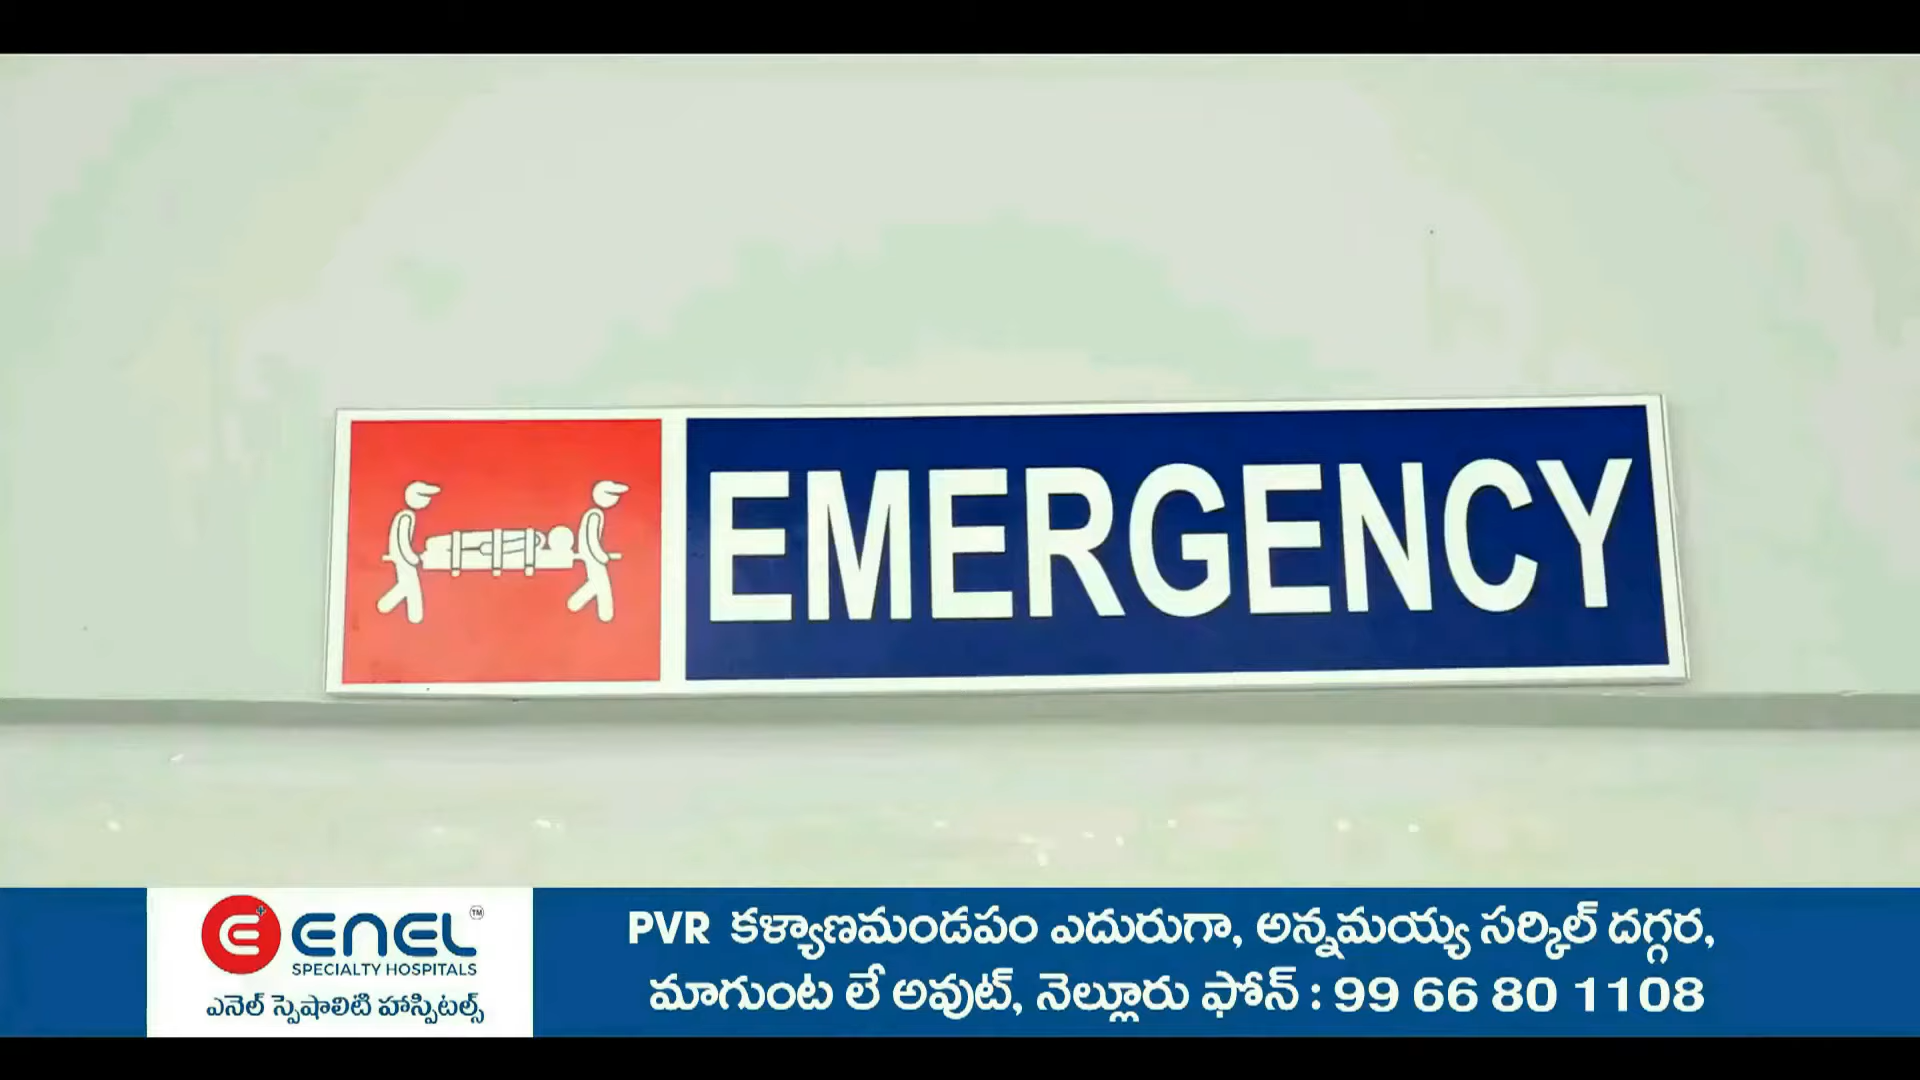 EMERGENCY
ENEL™
SPECIALTY HOSPITALS
ఎనెల్ స్పెషాలిటి హాస్పిటల్స్
PVR కళ్యాణమండపం ఎదురుగా, అన్నమయ్య సర్కిల్ దగ్గర,
మాగుంట లే అవుట్, నెల్లూరు ఫోన్ : 99 66 80 1108